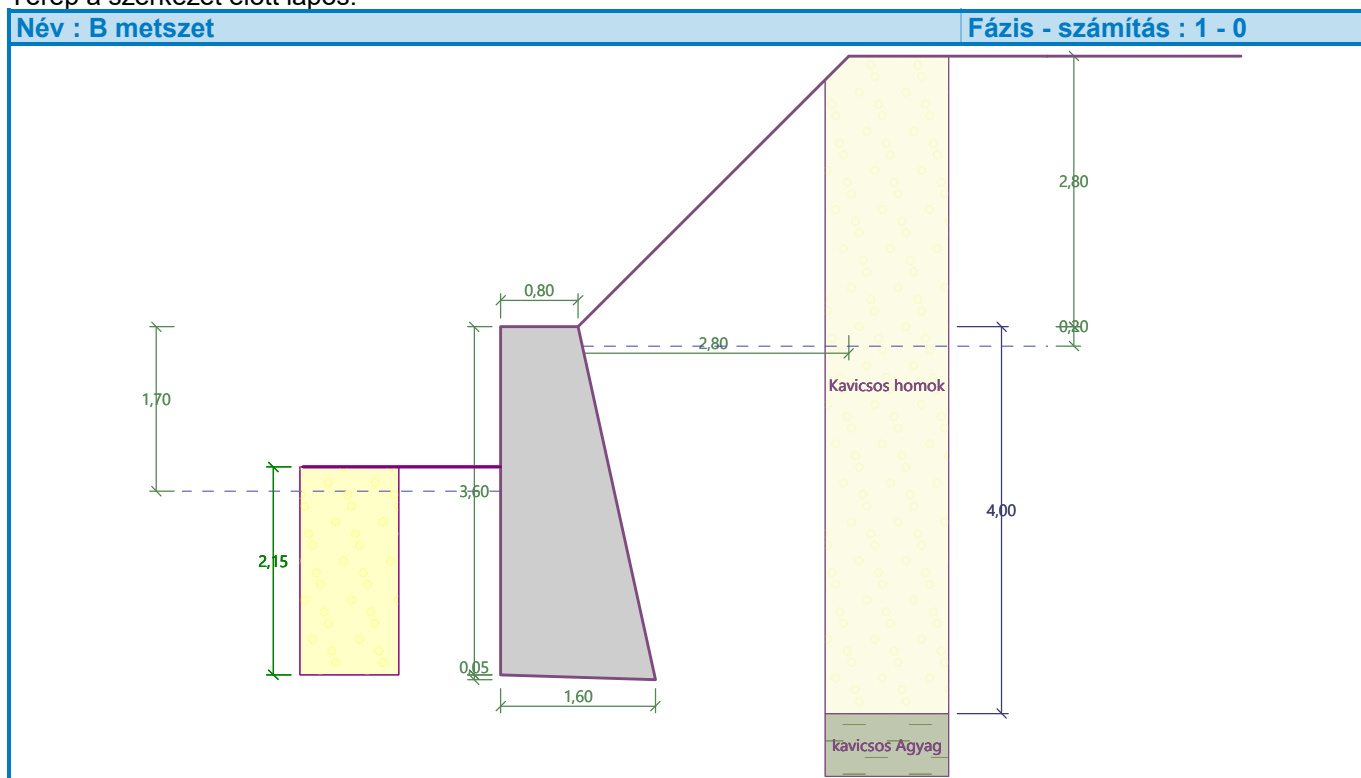 Terep a szerkezet előtt lapos.
Név : B metszet
Fázis - számítás : 1 - 0
2,80
0,80
0,20
2,80
Kavicsos homok
1,70
3,60
4,00
2,15
0,05
1,60
kavicsos Agyag